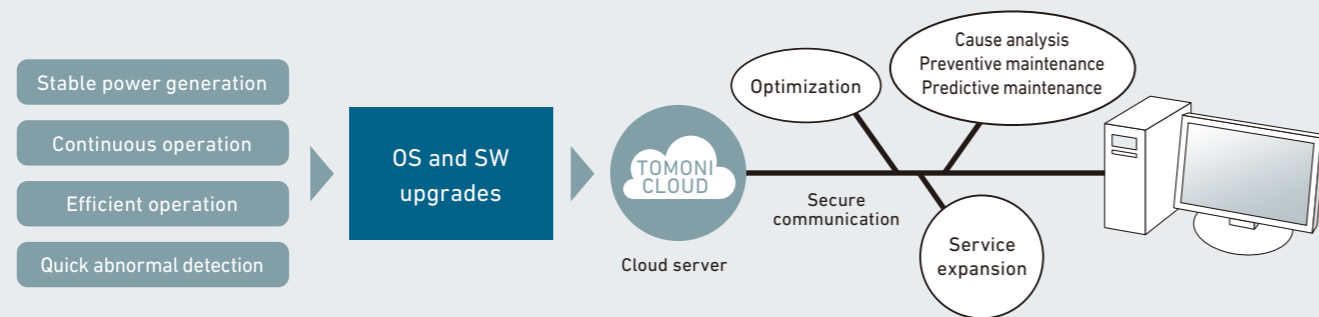 Stable power generation
Continuous operation
Efficient operation
Quick abnormal detection
OS and SW
upgrades
TOMONI
CLOUD
Cloud server
Secure
communication
Optimization
Cause analysis
Preventive maintenance
Predictive maintenance
Service
expansion